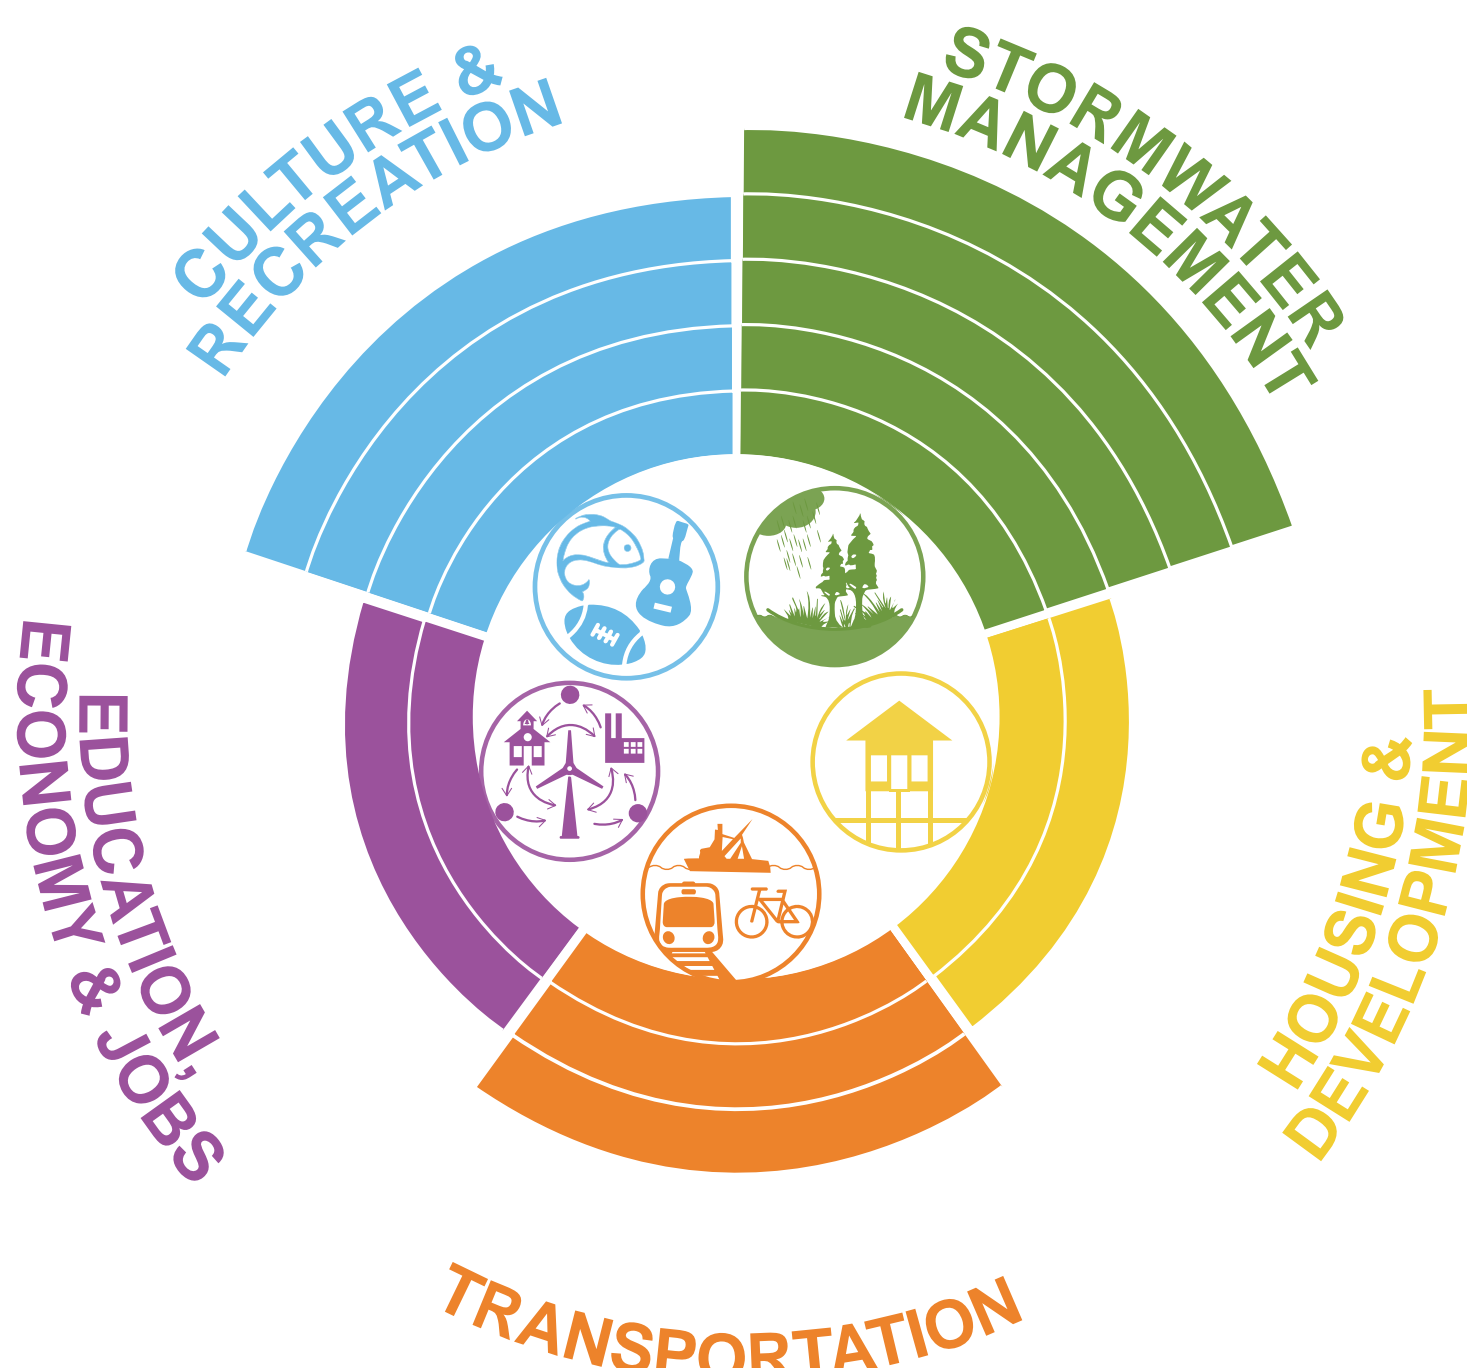 CULTURE &
RECREATION
STORMWATER
MANAGEMENT
EDUCATION,
ECONOMY & JOBS
HOUSING &
DEVELOPMENT
TRANSPORTATION